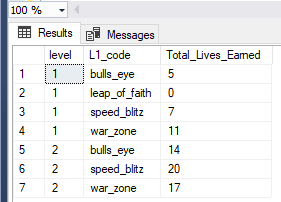 100 %
Results Messages
level L1_code Total_Lives_Earned
1 1 bulls_eye 5
2 1 leap_of_faith 0
3 1 speed_blitz 7
4 1 war_zone 11
5 2 bulls_eye 14
6 2 speed_blitz 20
7 2 war_zone 17